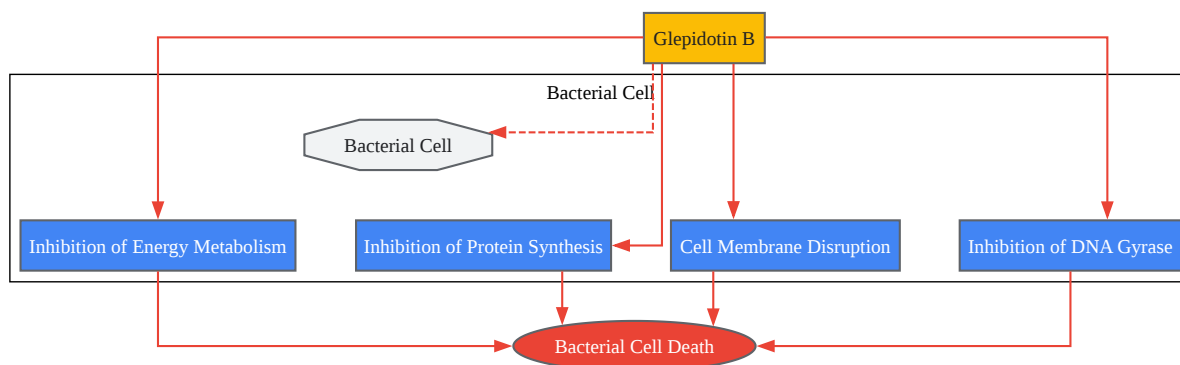 Glepidotin B
Bacterial Cell
Bacterial Cell
Inhibition of Energy Metabolism
Inhibition of Protein Synthesis
Cell Membrane Disruption
Inhibition of DNA Gyrase
Bacterial Cell Death